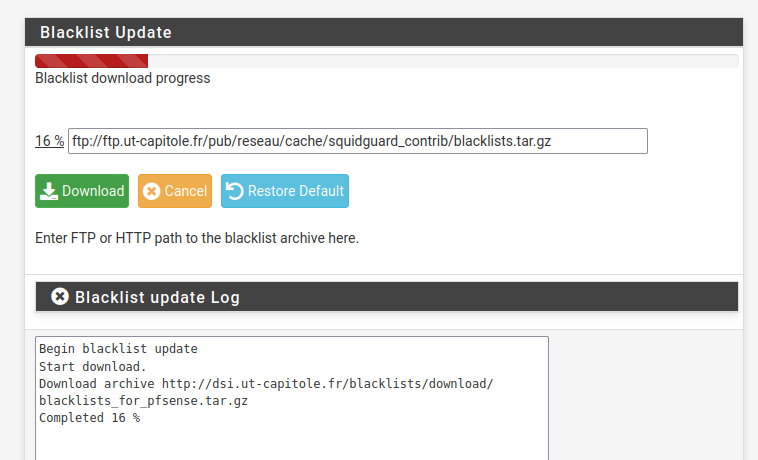 Blacklist Update
Blacklist download progress
16 % ftp://ftp.ut-capitole.fr/pub/reseau/cache/squidguard_contrib/blacklists.tar.gz
Download Cancel Restore Default
Enter FTP or HTTP path to the blacklist archive here.
Blacklist update Log
Begin blacklist update
Start download.
Download archive http://dsi.ut-capitole.fr/blacklists/download/
blacklists_for_pfsense.tar.gz
Completed 16 %